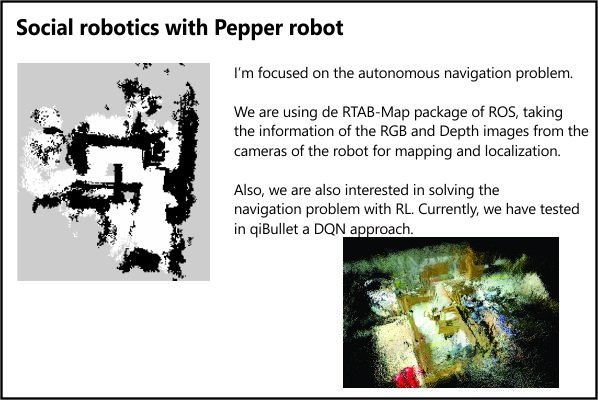 Social robotics with Pepper robot
I'm focused on the autonomous navigation problem.
We are using de RTAB-Map package of ROS, taking
the information of the RGB and Depth images from the
cameras of the robot for mapping and localization.
Also, we are also interested in solving the
navigation problem with RL. Currently, we have tested
in qiBullet a DQN approach.